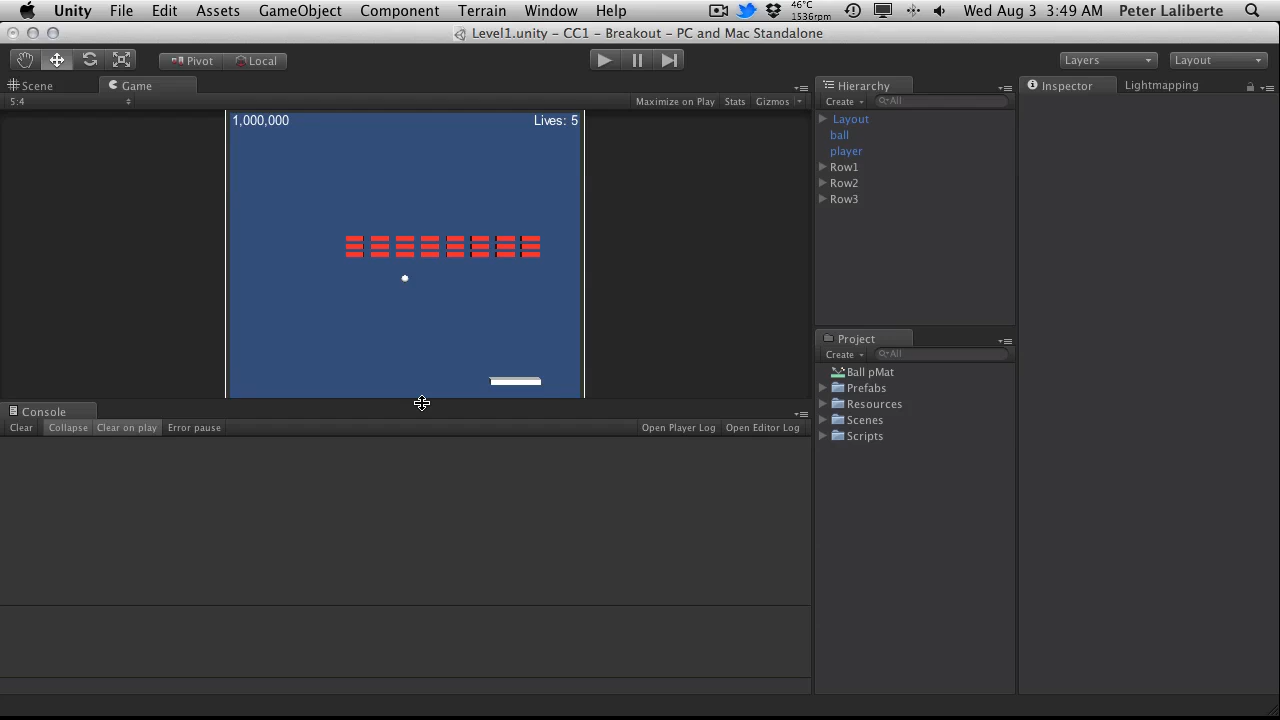 Unity File Edit Assets GameObject Component Terrain Window Help 46°C 1536rpm Wed Aug 3 3:49 AM Peter Laliberte
Level1.unity – CC1 – Breakout – PC and Mac Standalone
Pivot Local Layers Layout
Scene Game Hierarchy Inspector Lightmapping
5:4 Maximize on Play Stats Gizmos Create All
1,000,000 Lives: 5
Layout
ball
player
Row1
Row2
Row3
Project
Create All
Ball pMat
Prefabs
Resources
Scenes
Scripts
Console
Clear Collapse Clear on play Error pause Open Player Log Open Editor Log